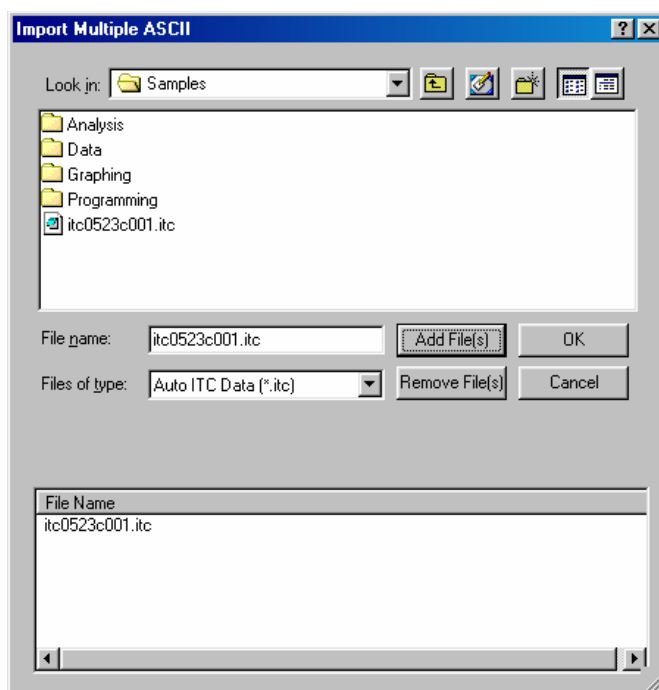 Import Multiple ASCII
Look in: Samples
Analysis
Data
Graphing
Programming
itc0523c001.itc
File name: itc0523c001.itc Add File(s) OK
Files of type: Auto ITC Data (*.itc) Remove File(s) Cancel
File Name
itc0523c001.itc